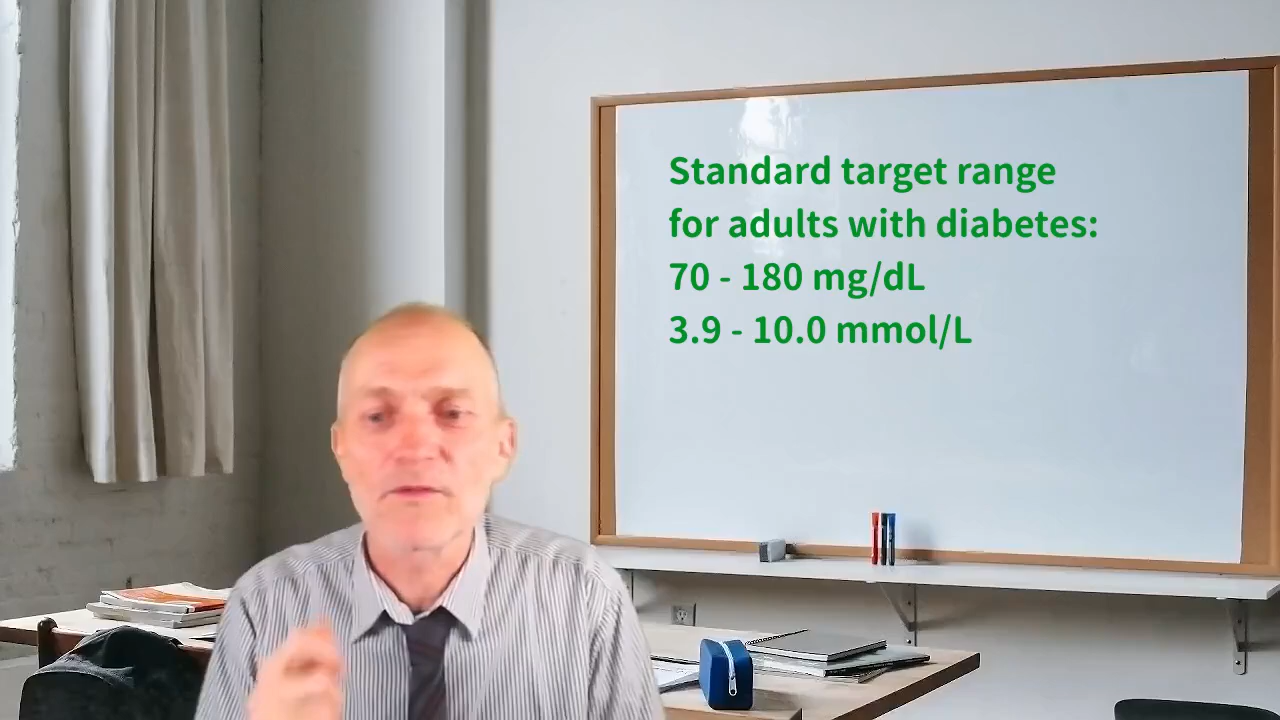 Standard target range
for adults with diabetes:
70 - 180 mg/dL
3.9 - 10.0 mmol/L